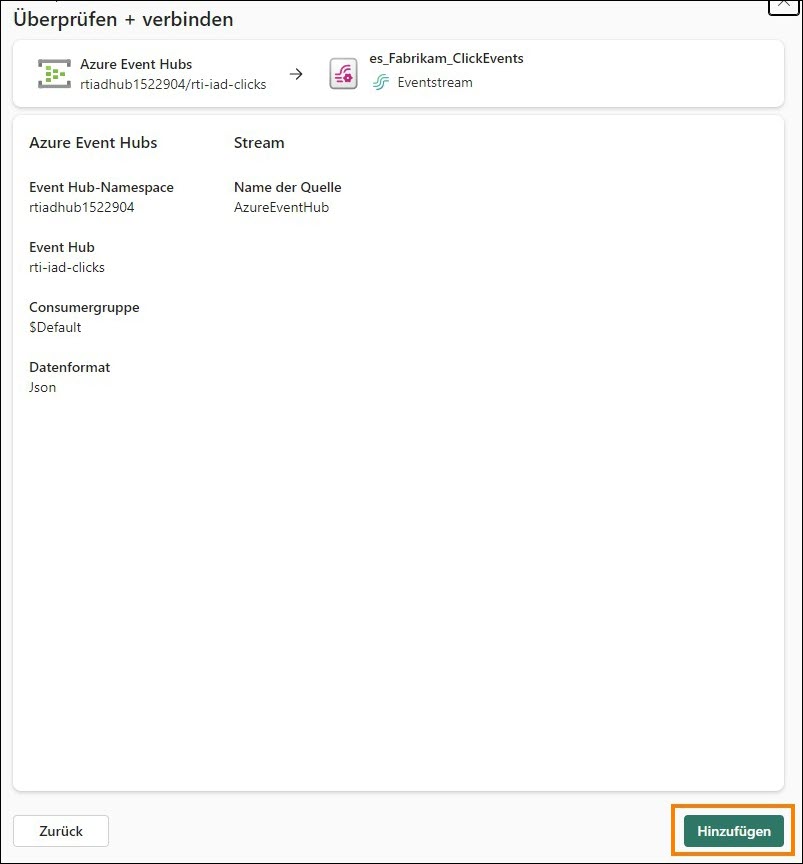 Überprüfen + verbinden
Azure Event Hubs
rtiadhub1522904/rti-iad-clicks
es_Fabrikam_ClickEvents
Eventstream
Azure Event Hubs
Stream
Event Hub-Namespace
Name der Quelle
rtiadhub1522904
AzureEventHub
Event Hub
rti-iad-clicks
Consumergruppe
$Default
Datenformat
Json
Zurück
Hinzufügen